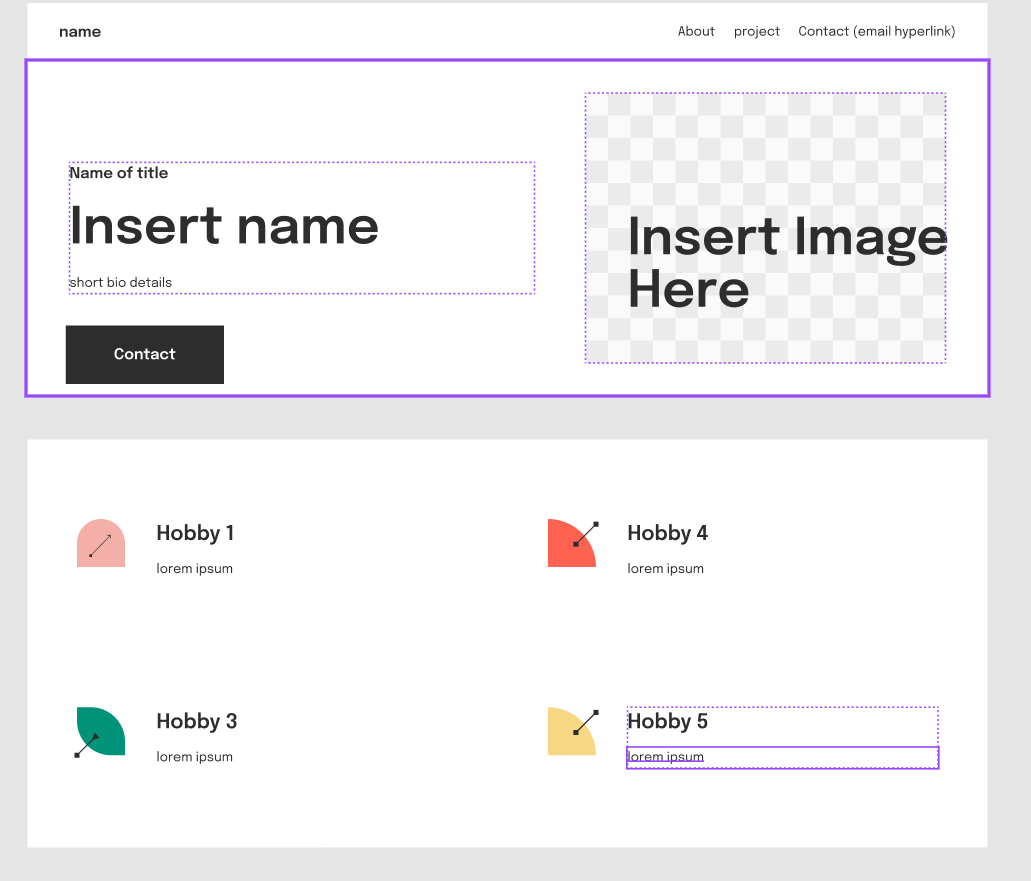 name
About project Contact (email hyperlink)
Name of title
Insert name
short bio details
Contact
Insert Image
Here
Hobby 1
lorem ipsum
Hobby 4
lorem ipsum
Hobby 3
lorem ipsum
Hobby 5
lorem ipsum